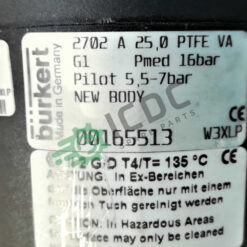 bürkert
Made in Germany
2702 A 25,0 PTFE VA
G1 Pmed 16bar
Pilot 5,5-7bar
NEW BODY
00165513 W3XLP
ICDC
G/D T4/T= 135 °C
In Ex-Bereichen
die Oberfläche nur mit einem
Tuch gereinigt werden.
In Hazardous Areas
surface may only be